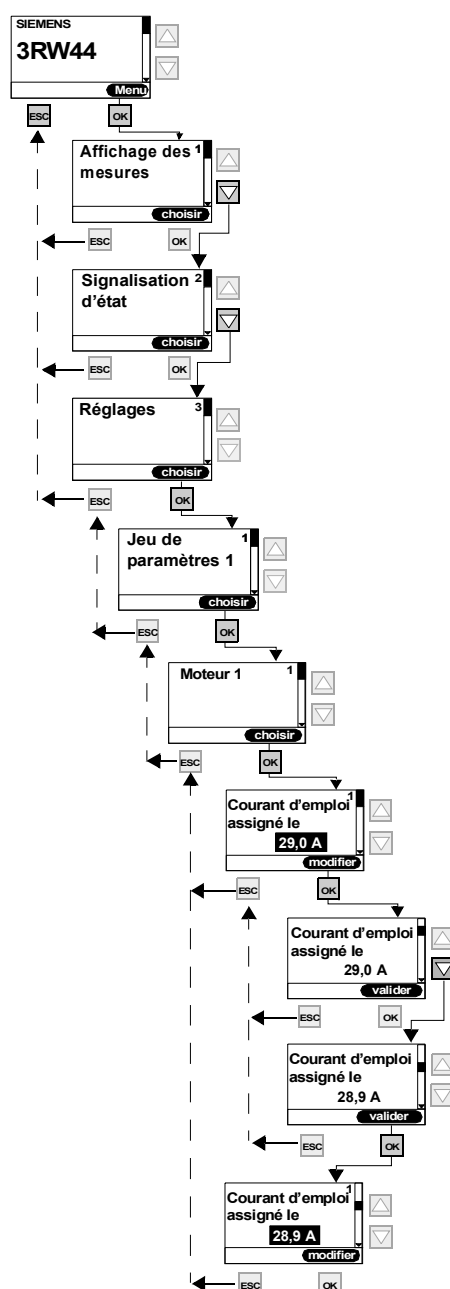 SIEMENS
3RW44
Menu
ESC
OK
Affichage des 1
mesures
choisir
ESC
OK
Signalisation 2
d'état
choisir
ESC
OK
Réglages 3
choisir
ESC
OK
Jeu de 1
paramètres 1
choisir
ESC
OK
Moteur 1 1
choisir
ESC
OK
Courant d'emploi 1
assigné le
29,0 A
modifier
ESC
OK
Courant d'emploi
assigné le
29,0 A
valider
ESC
OK
Courant d'emploi
assigné le
28,9 A
valider
ESC
OK
Courant d'emploi 1
assigné le
28,9 A
modifier
ESC
OK